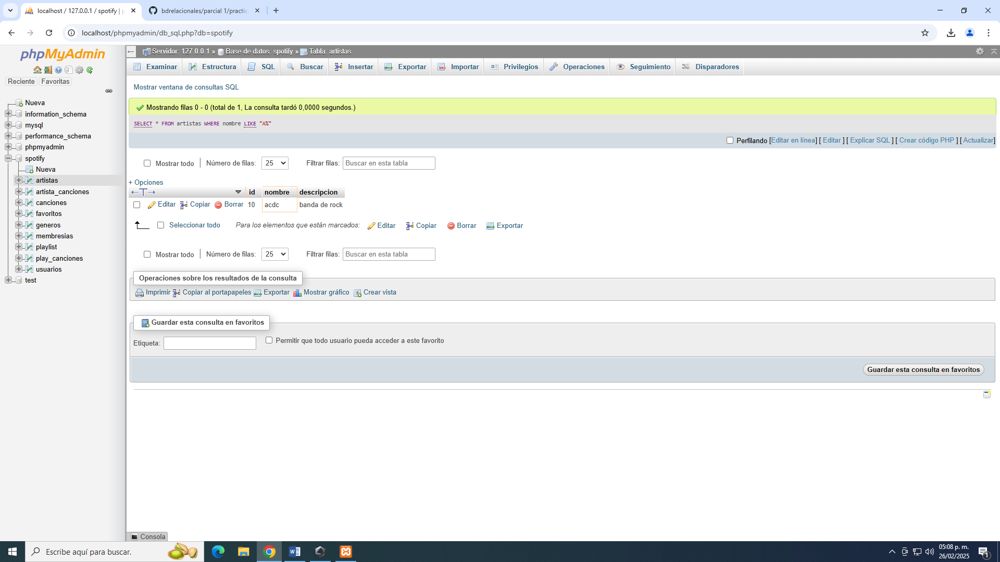 localhost / 127.0.0.1 / spotify | p
bdrelacionales/parcial 1/practic
localhost/phpmyadmin/db_sql.php?db=spotify
phpMyAdmin
Reciente Favoritas
Nueva
information_schema
mysql
performance_schema
phpmyadmin
spotify
Nueva
artistas
artista_canciones
canciones
favoritos
generos
membresias
playlist
play_canciones
usuarios
test
Servidor: 127.0.0.1 » Base de datos: spotify » Tabla: artistas
Examinar Estructura SQL Buscar Insertar Exportar Importar Privilegios Operaciones Seguimiento Disparadores
Mostrar ventana de consultas SQL
Mostrando filas 0 - 0 (total de 1, La consulta tardó 0,0000 segundos.)
SELECT * FROM artistas WHERE nombre LIKE "A%"
Perfilando [Editar en línea] [ Editar ] [ Explicar SQL ] [ Crear código PHP ] [ Actualizar]
Mostrar todo | Número de filas: 25 Filtrar filas: Buscar en esta tabla
+ Opciones
←T→ id nombre descripcion
Editar Copiar Borrar 10 acdc banda de rock
Seleccionar todo Para los elementos que están marcados: Editar Copiar Borrar Exportar
Mostrar todo | Número de filas: 25 Filtrar filas: Buscar en esta tabla
Operaciones sobre los resultados de la consulta
Imprimir Copiar al portapapeles Exportar Mostrar gráfico Crear vista
Guardar esta consulta en favoritos
Etiqueta: Permitir que todo usuario pueda acceder a este favorito
Guardar esta consulta en favoritos
Consola
Escribe aquí para buscar.
05:08 p. m.
26/02/2025
1